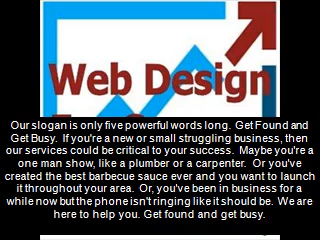 Web Design
Our slogan is only five powerful words long. Get Found and
Get Busy. If you're a new or small struggling business, then
our services could be critical to your success. Maybe you're a
one man show, like a plumber or a carpenter. Or you've
created the best barbecue sauce ever and you want to launch
it throughout your area. Or, you've been in business for a
while now but the phone isn't ringing like it should be. We are
here to help you. Get found and get busy.